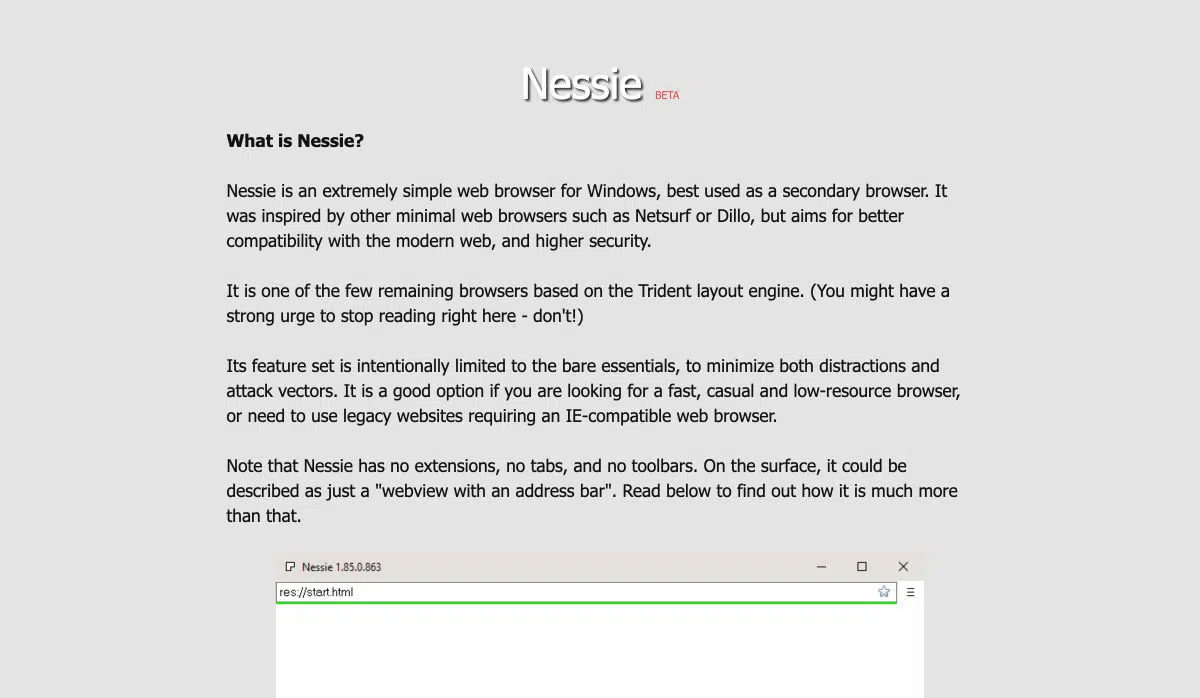 Nessie BETA
What is Nessie?
Nessie is an extremely simple web browser for Windows, best used as a secondary browser. It
was inspired by other minimal web browsers such as Netsurf or Dillo, but aims for better
compatibility with the modern web, and higher security.
It is one of the few remaining browsers based on the Trident layout engine. (You might have a
strong urge to stop reading right here - don't!)
Its feature set is intentionally limited to the bare essentials, to minimize both distractions and
attack vectors. It is a good option if you are looking for a fast, casual and low-resource browser,
or need to use legacy websites requiring an IE-compatible web browser.
Note that Nessie has no extensions, no tabs, and no toolbars. On the surface, it could be
described as just a "webview with an address bar". Read below to find out how it is much more
than that.
Nessie 1.85.0.863
res://start.html